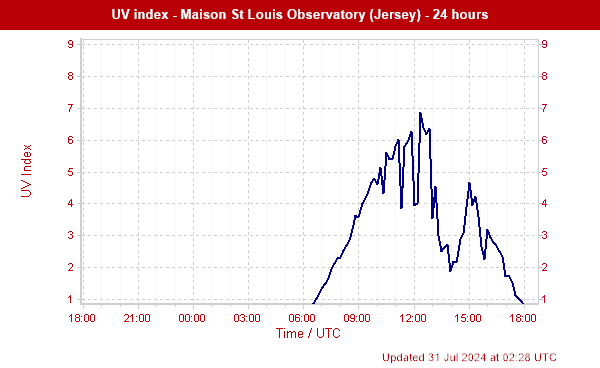 UV index - Maison St Louis Observatory (Jersey) - 24 hours
9 9
8 8
7 7
6 6
5 5
4 4
3 3
2 2
1 1
UV Index
18:00 21:00 00:00 03:00 06:00 09:00 12:00 15:00 18:00
Time / UTC
Updated 31 Jul 2024 at 02:28 UTC